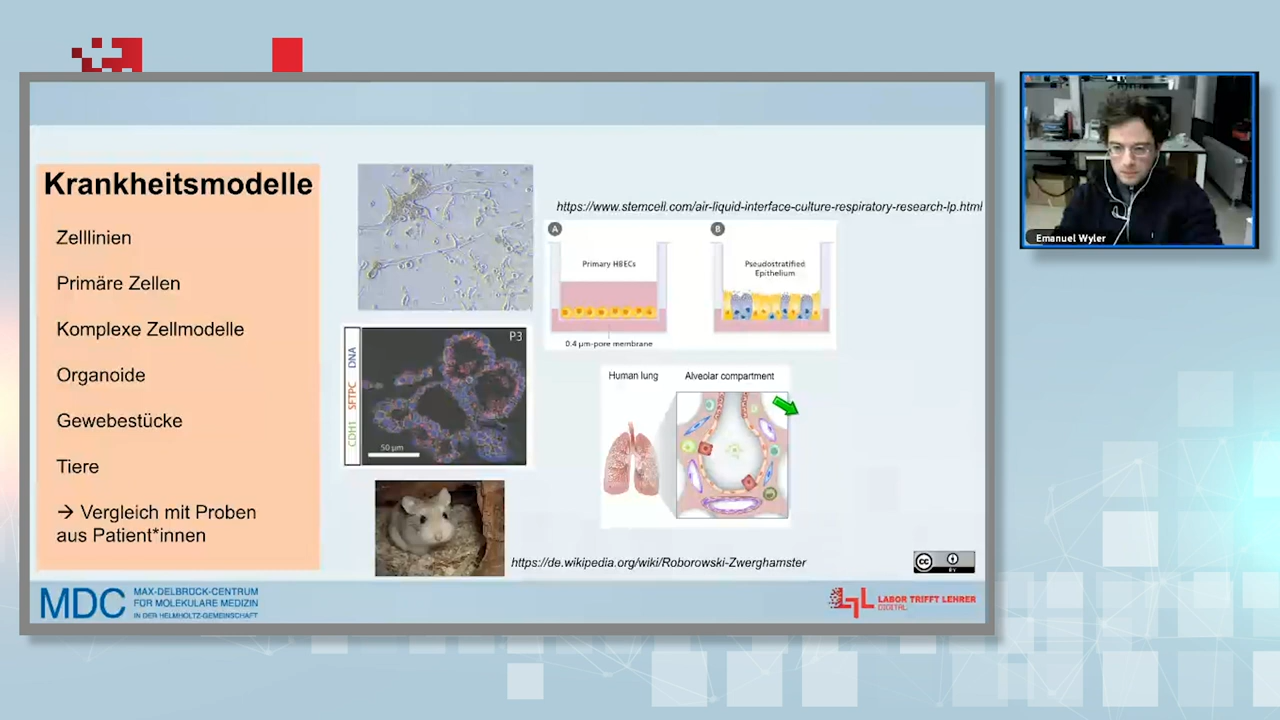 Krankheitsmodelle
Zelllinien
Primäre Zellen
Komplexe Zellmodelle
Organoide
Gewebestücke
Tiere
→ Vergleich mit Proben
aus Patient*innen
https://www.stemcell.com/air-liquid-interface-culture-respiratory-research-lp.html
A
Primary HBECs
0.4 µm-pore membrane
B
Pseudostratified
Epithelium
CDH1 SFTPC DNA
P3
50 µm
Human lung
Alveolar compartment
https://de.wikipedia.org/wiki/Roborowski-Zwerghamster
cc
BY
MDC
MAX-DELBRÜCK-CENTRUM
FÜR MOLEKULARE MEDIZIN
IN DER HELMHOLTZ-GEMEINSCHAFT
LABOR TRIFFT LEHRER
DIGITAL
Emanuel Wyler